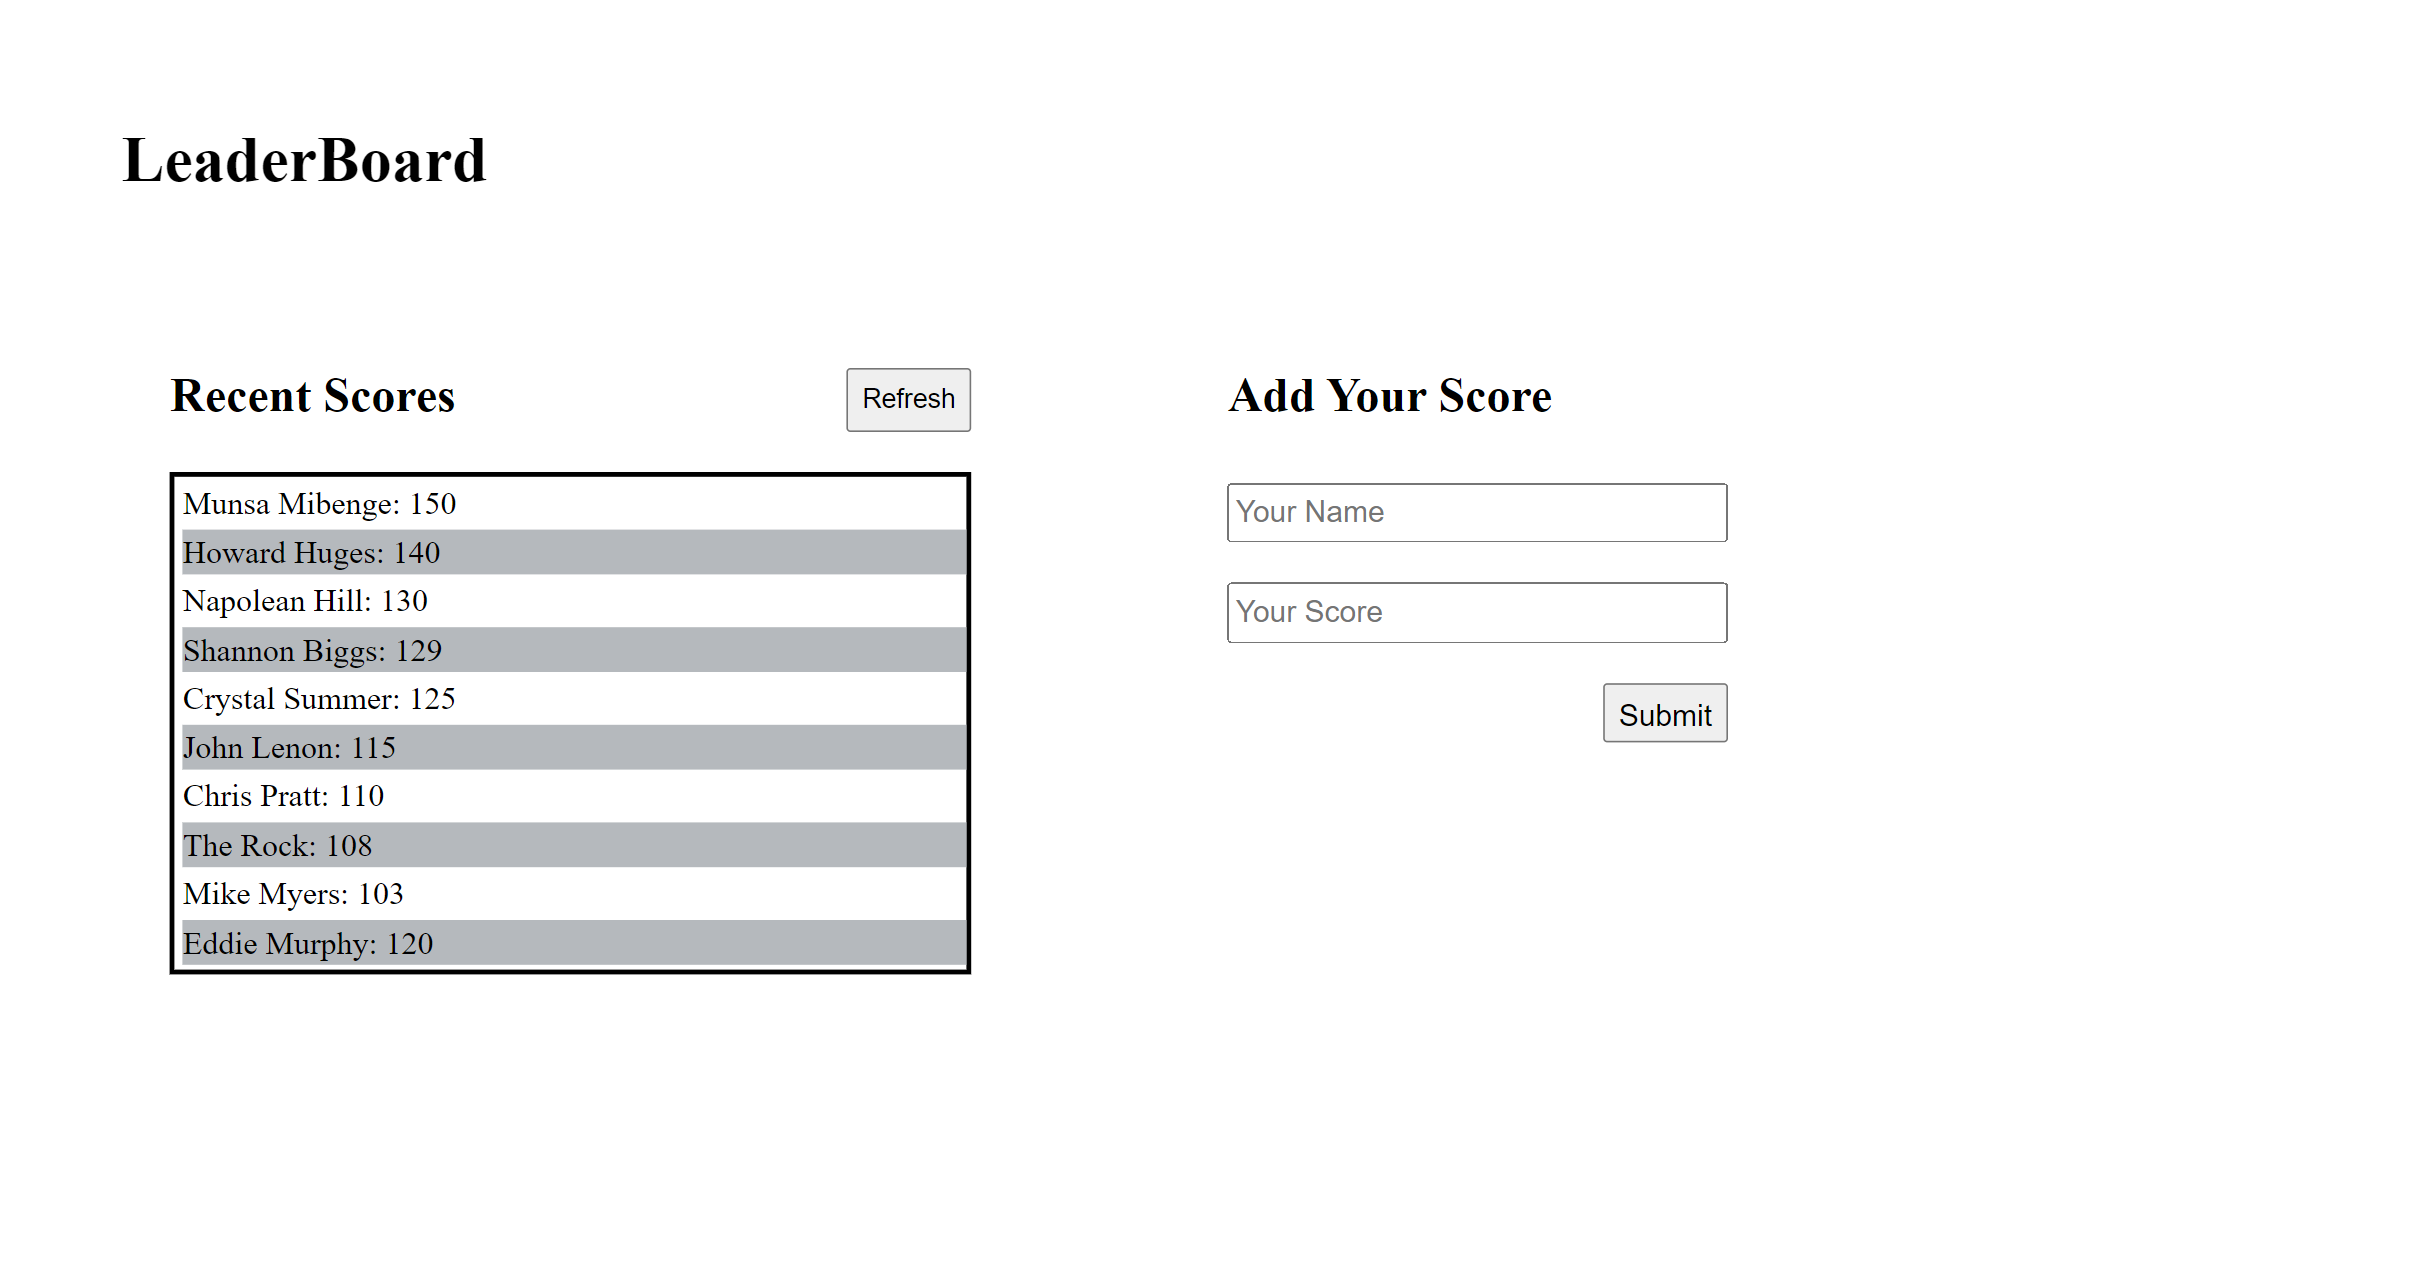 LeaderBoard
Recent Scores
Refresh
Munsa Mibenge: 150
Howard Huges: 140
Napolean Hill: 130
Shannon Biggs: 129
Crystal Summer: 125
John Lenon: 115
Chris Pratt: 110
The Rock: 108
Mike Myers: 103
Eddie Murphy: 120
Add Your Score
Your Name
Your Score
Submit